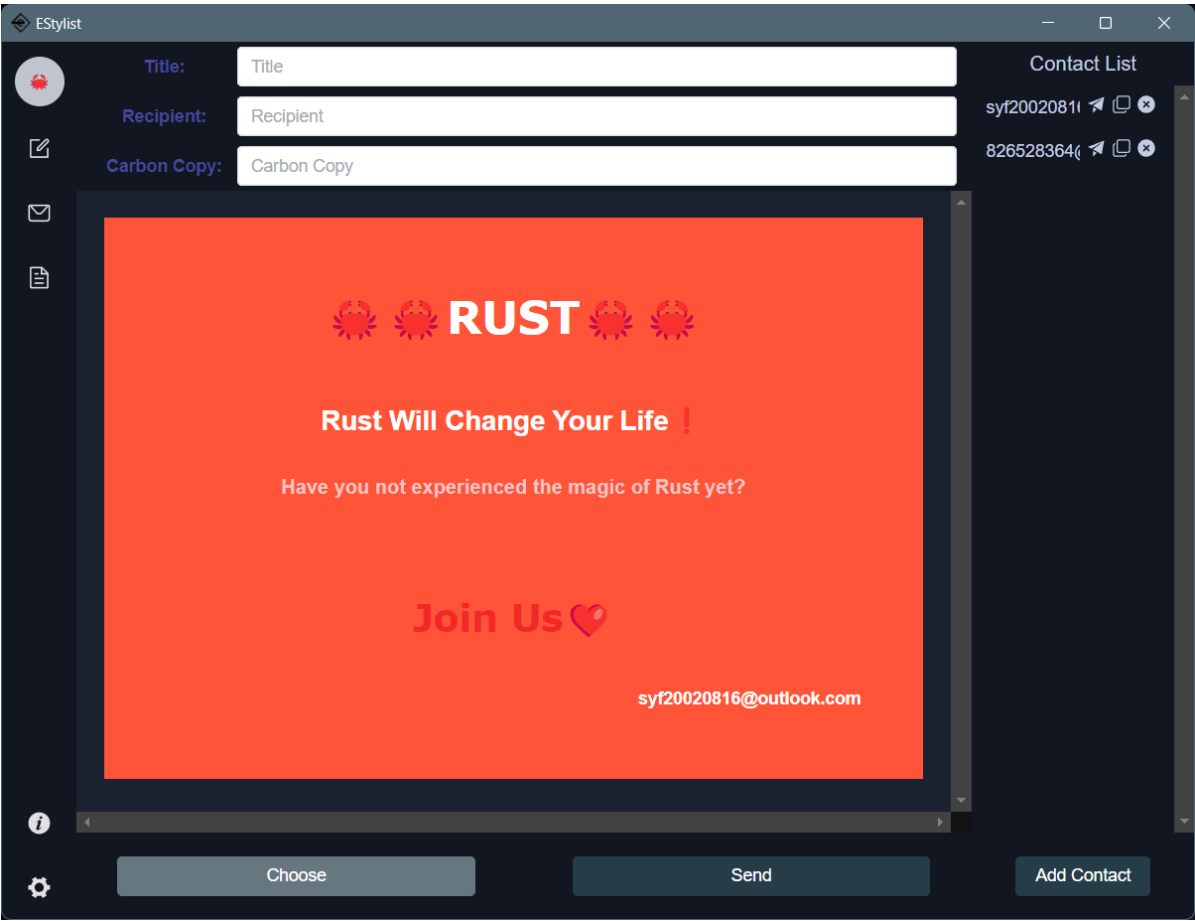 EStylist
Title:
Title
Recipient:
Recipient
Carbon Copy:
Carbon Copy
Contact List
syf20020816
826528364@
🦀 🦀RUST🦀 🦀
Rust Will Change Your Life❗
Have you not experienced the magic of Rust yet?
Join Us💖
syf20020816@outlook.com
Choose
Send
Add Contact